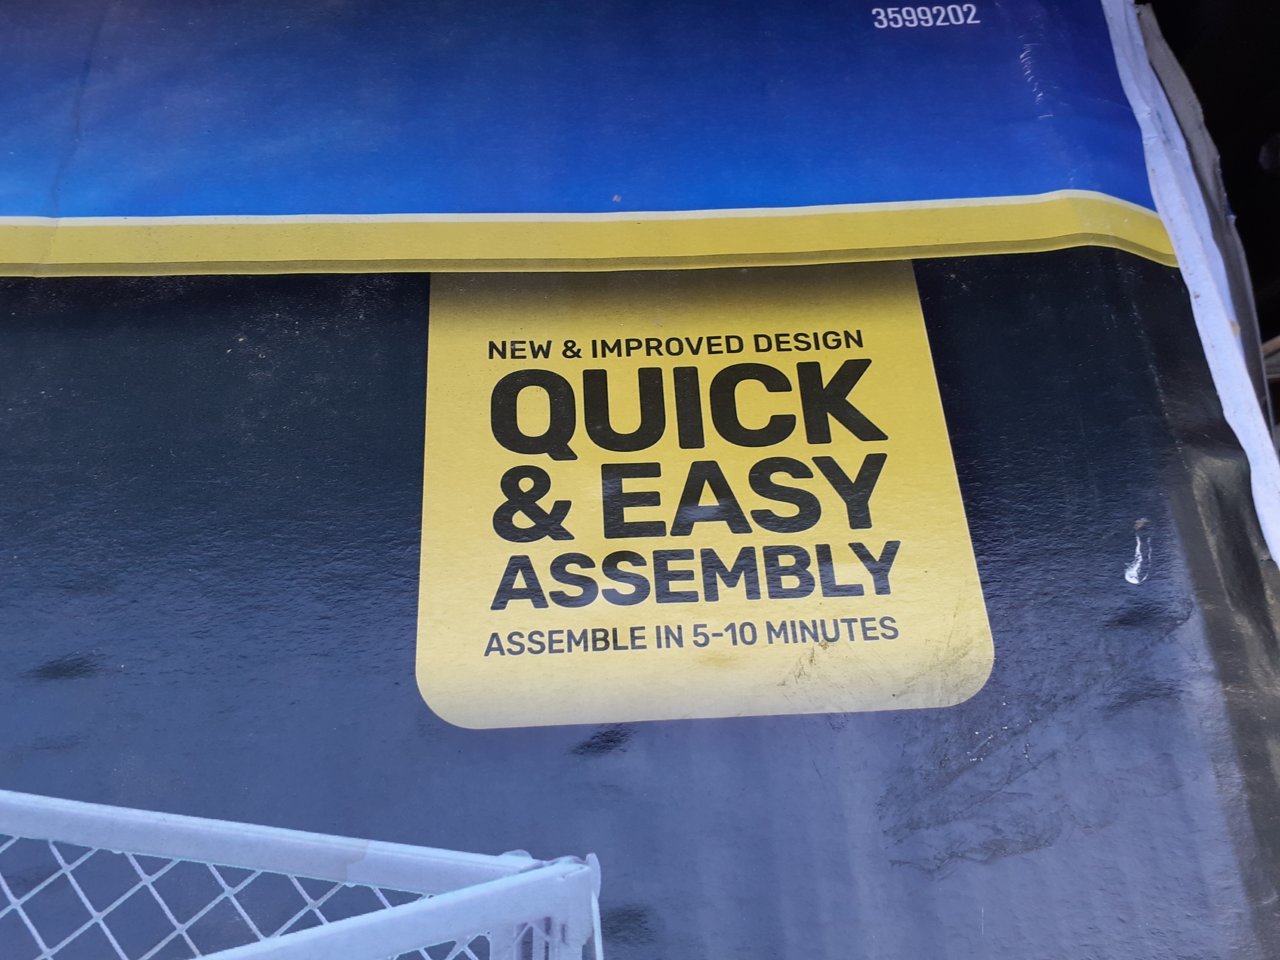 3599202
NEW & IMPROVED DESIGN
QUICK
& EASY
ASSEMBLY
ASSEMBLE IN 5-10 MINUTES